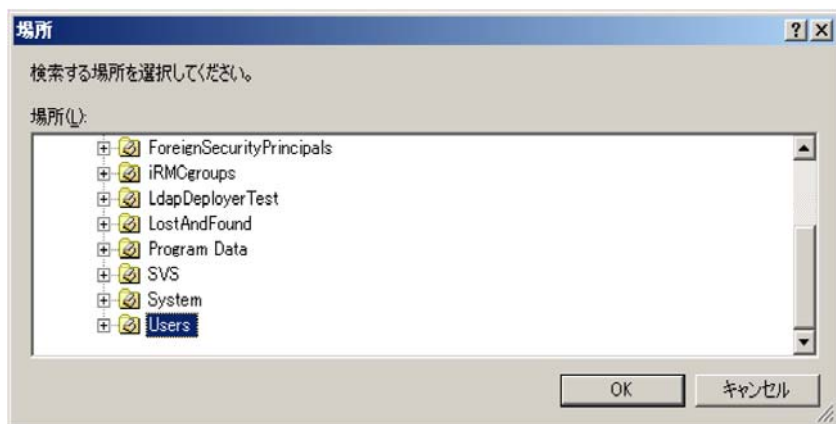 場所
検索する場所を選択してください。
場所(L):
ForeignSecurityPrincipals
iRMCgroups
LdapDeployerTest
LostAndFound
Program Data
SVS
System
Users
OK キャンセル